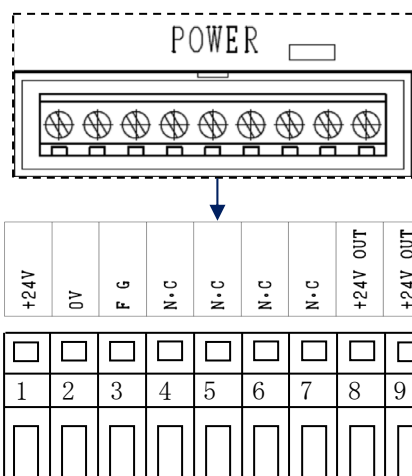 POWER
+24V 0V F G N·C N·C N·C N·C +24V OUT +24V OUT
1 2 3 4 5 6 7 8 9